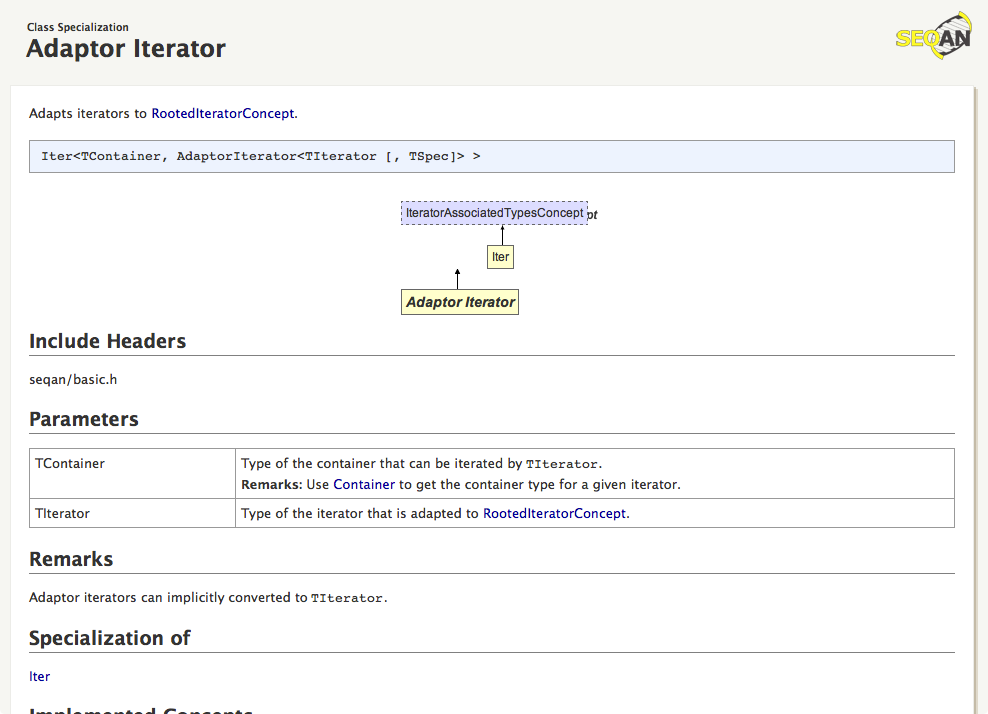 Class Specialization
Adaptor Iterator
SEQAN
Adapts iterators to RootedIteratorConcept.
Iter<TContainer, AdaptorIterator<TIterator [, TSpec]> >
IteratorAssociatedTypesConcept pt
Iter
Adaptor Iterator
Include Headers
seqan/basic.h
Parameters
TContainer Type of the container that can be iterated by TIterator.
Remarks: Use Container to get the container type for a given iterator.
TIterator Type of the iterator that is adapted to RootedIteratorConcept.
Remarks
Adaptor iterators can implicitly converted to TIterator.
Specialization of
Iter
Implemented Concepts